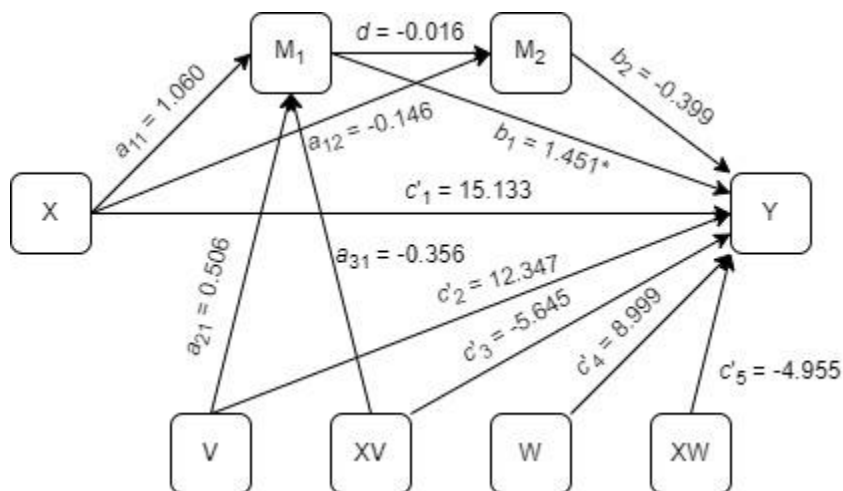 M₁
d = -0.016
M₂
a₁₁ = 1.060
b₂ = -0.399
a₁₂ = -0.146
b₁ = 1.451*
X
c'₁ = 15.133
Y
a₂₁ = 0.506
a₃₁ = -0.356
c'₂ = 12.347
c'₃ = -5.645
c'₄ = 8.999
c'₅ = -4.955
V
XV
W
XW